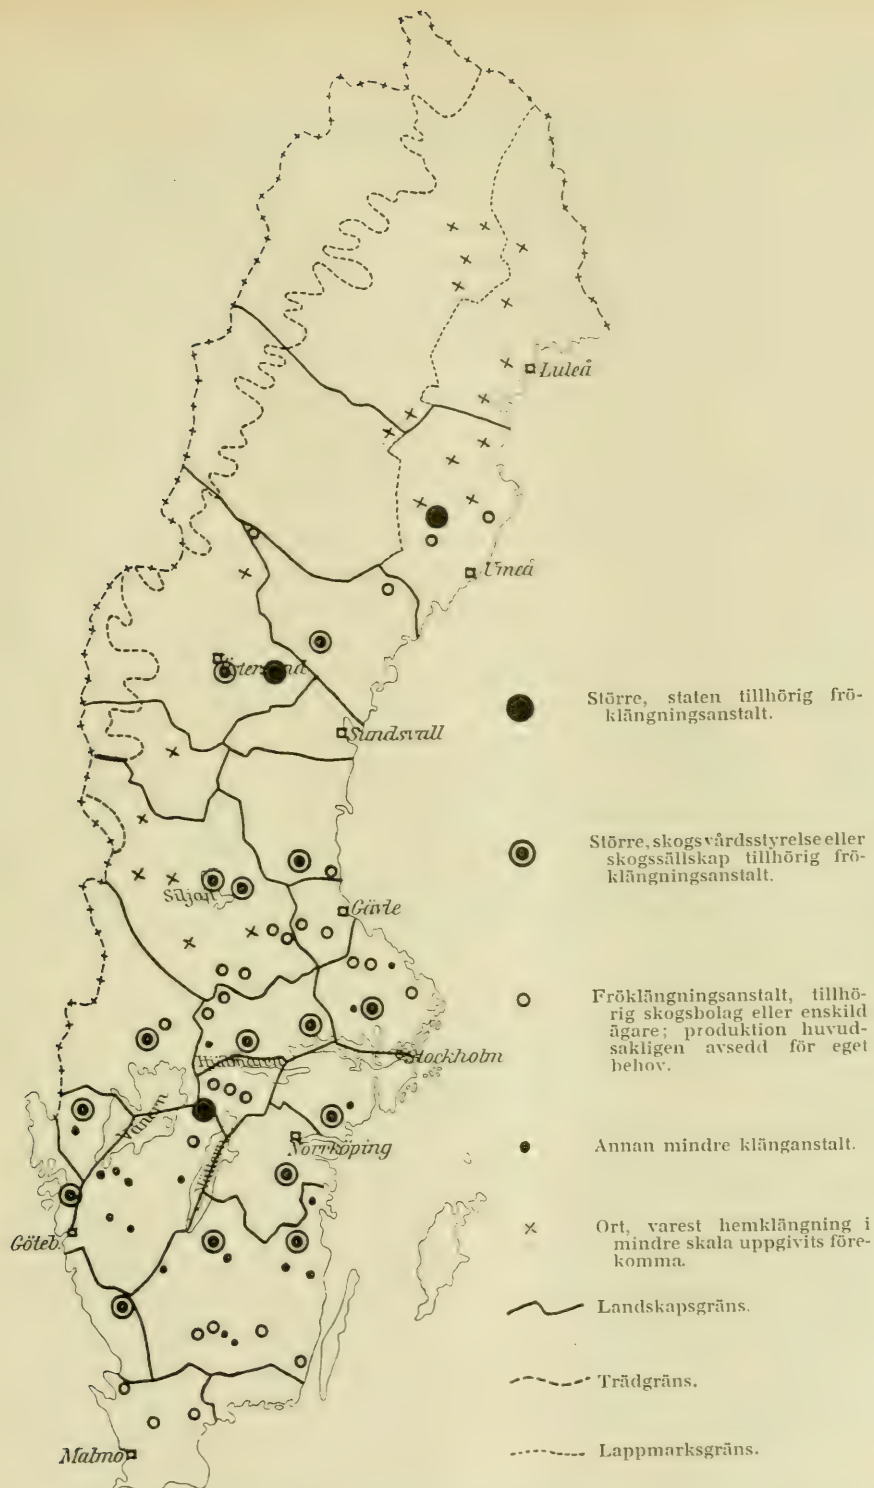 Luleå
Umeå
Östersund
Sundsvall
Siljan
Gävle
Hjälmaren
Stockholm
Vänern
Norrköping
Göteb.
Malmö
Större, staten tillhörig frö-
klängningsanstalt.
Större, skogsvårdsstyrelse eller
skogssällskap tillhörig frö-
klängningsanstalt.
Fröklängningsanstalt, tillhö-
rig skogsbolag eller enskild
ägare; produktion huvud-
sakligen avsedd för eget
behov.
Annan mindre klänganstalt.
Ort, varest hemklängning i
mindre skala uppgivits före-
komma.
Landskapsgräns.
Trädgräns.
Lappmarksgräns.